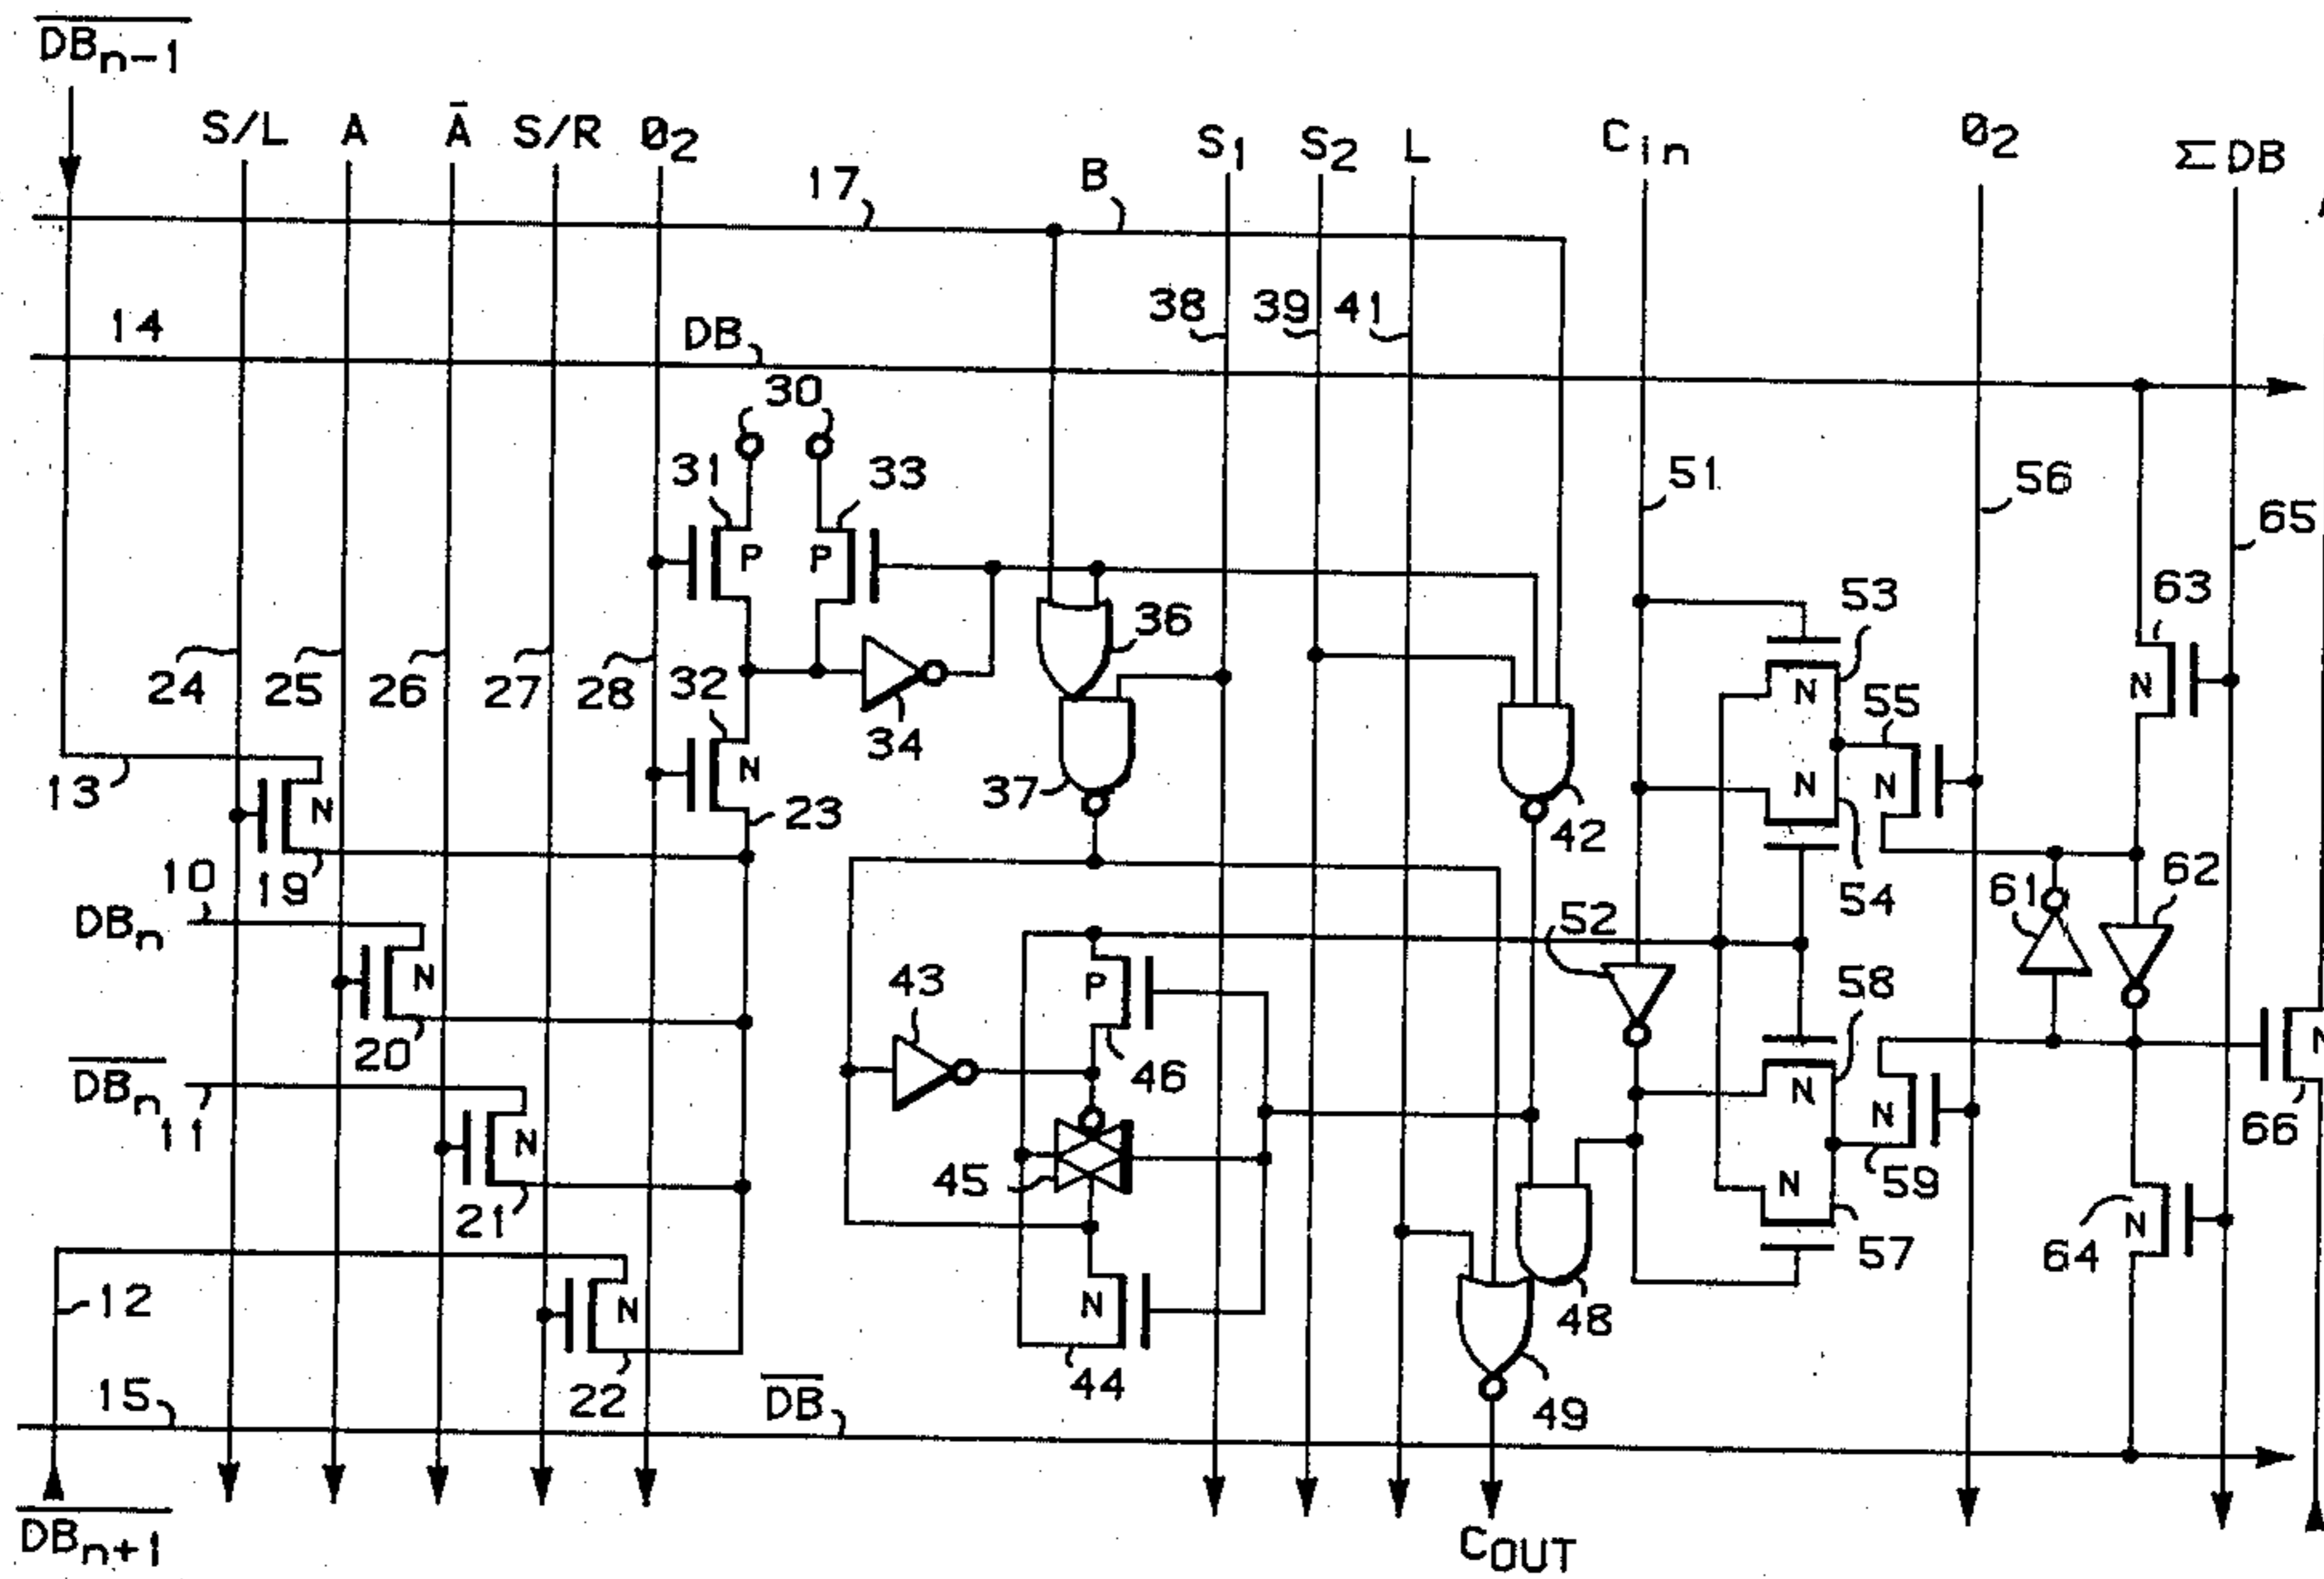 DBn-1
S/L A Ā S/R Ø2 S1 S2 L Cin Ø2 ΣDB
17 B
14 DB 38 39 41
30
31 33 51 56 65
36 53 63
24 25 26 27 28 32 34 55
13 23 37 42 54 61 62
10 19
DBn 52
20 43 46 58
DBn 11 21 45 59 66
12 22 44 48 57 64
15 DB 49
DBn+1 COUT
P P N N N N N P N N N N N N N N N N